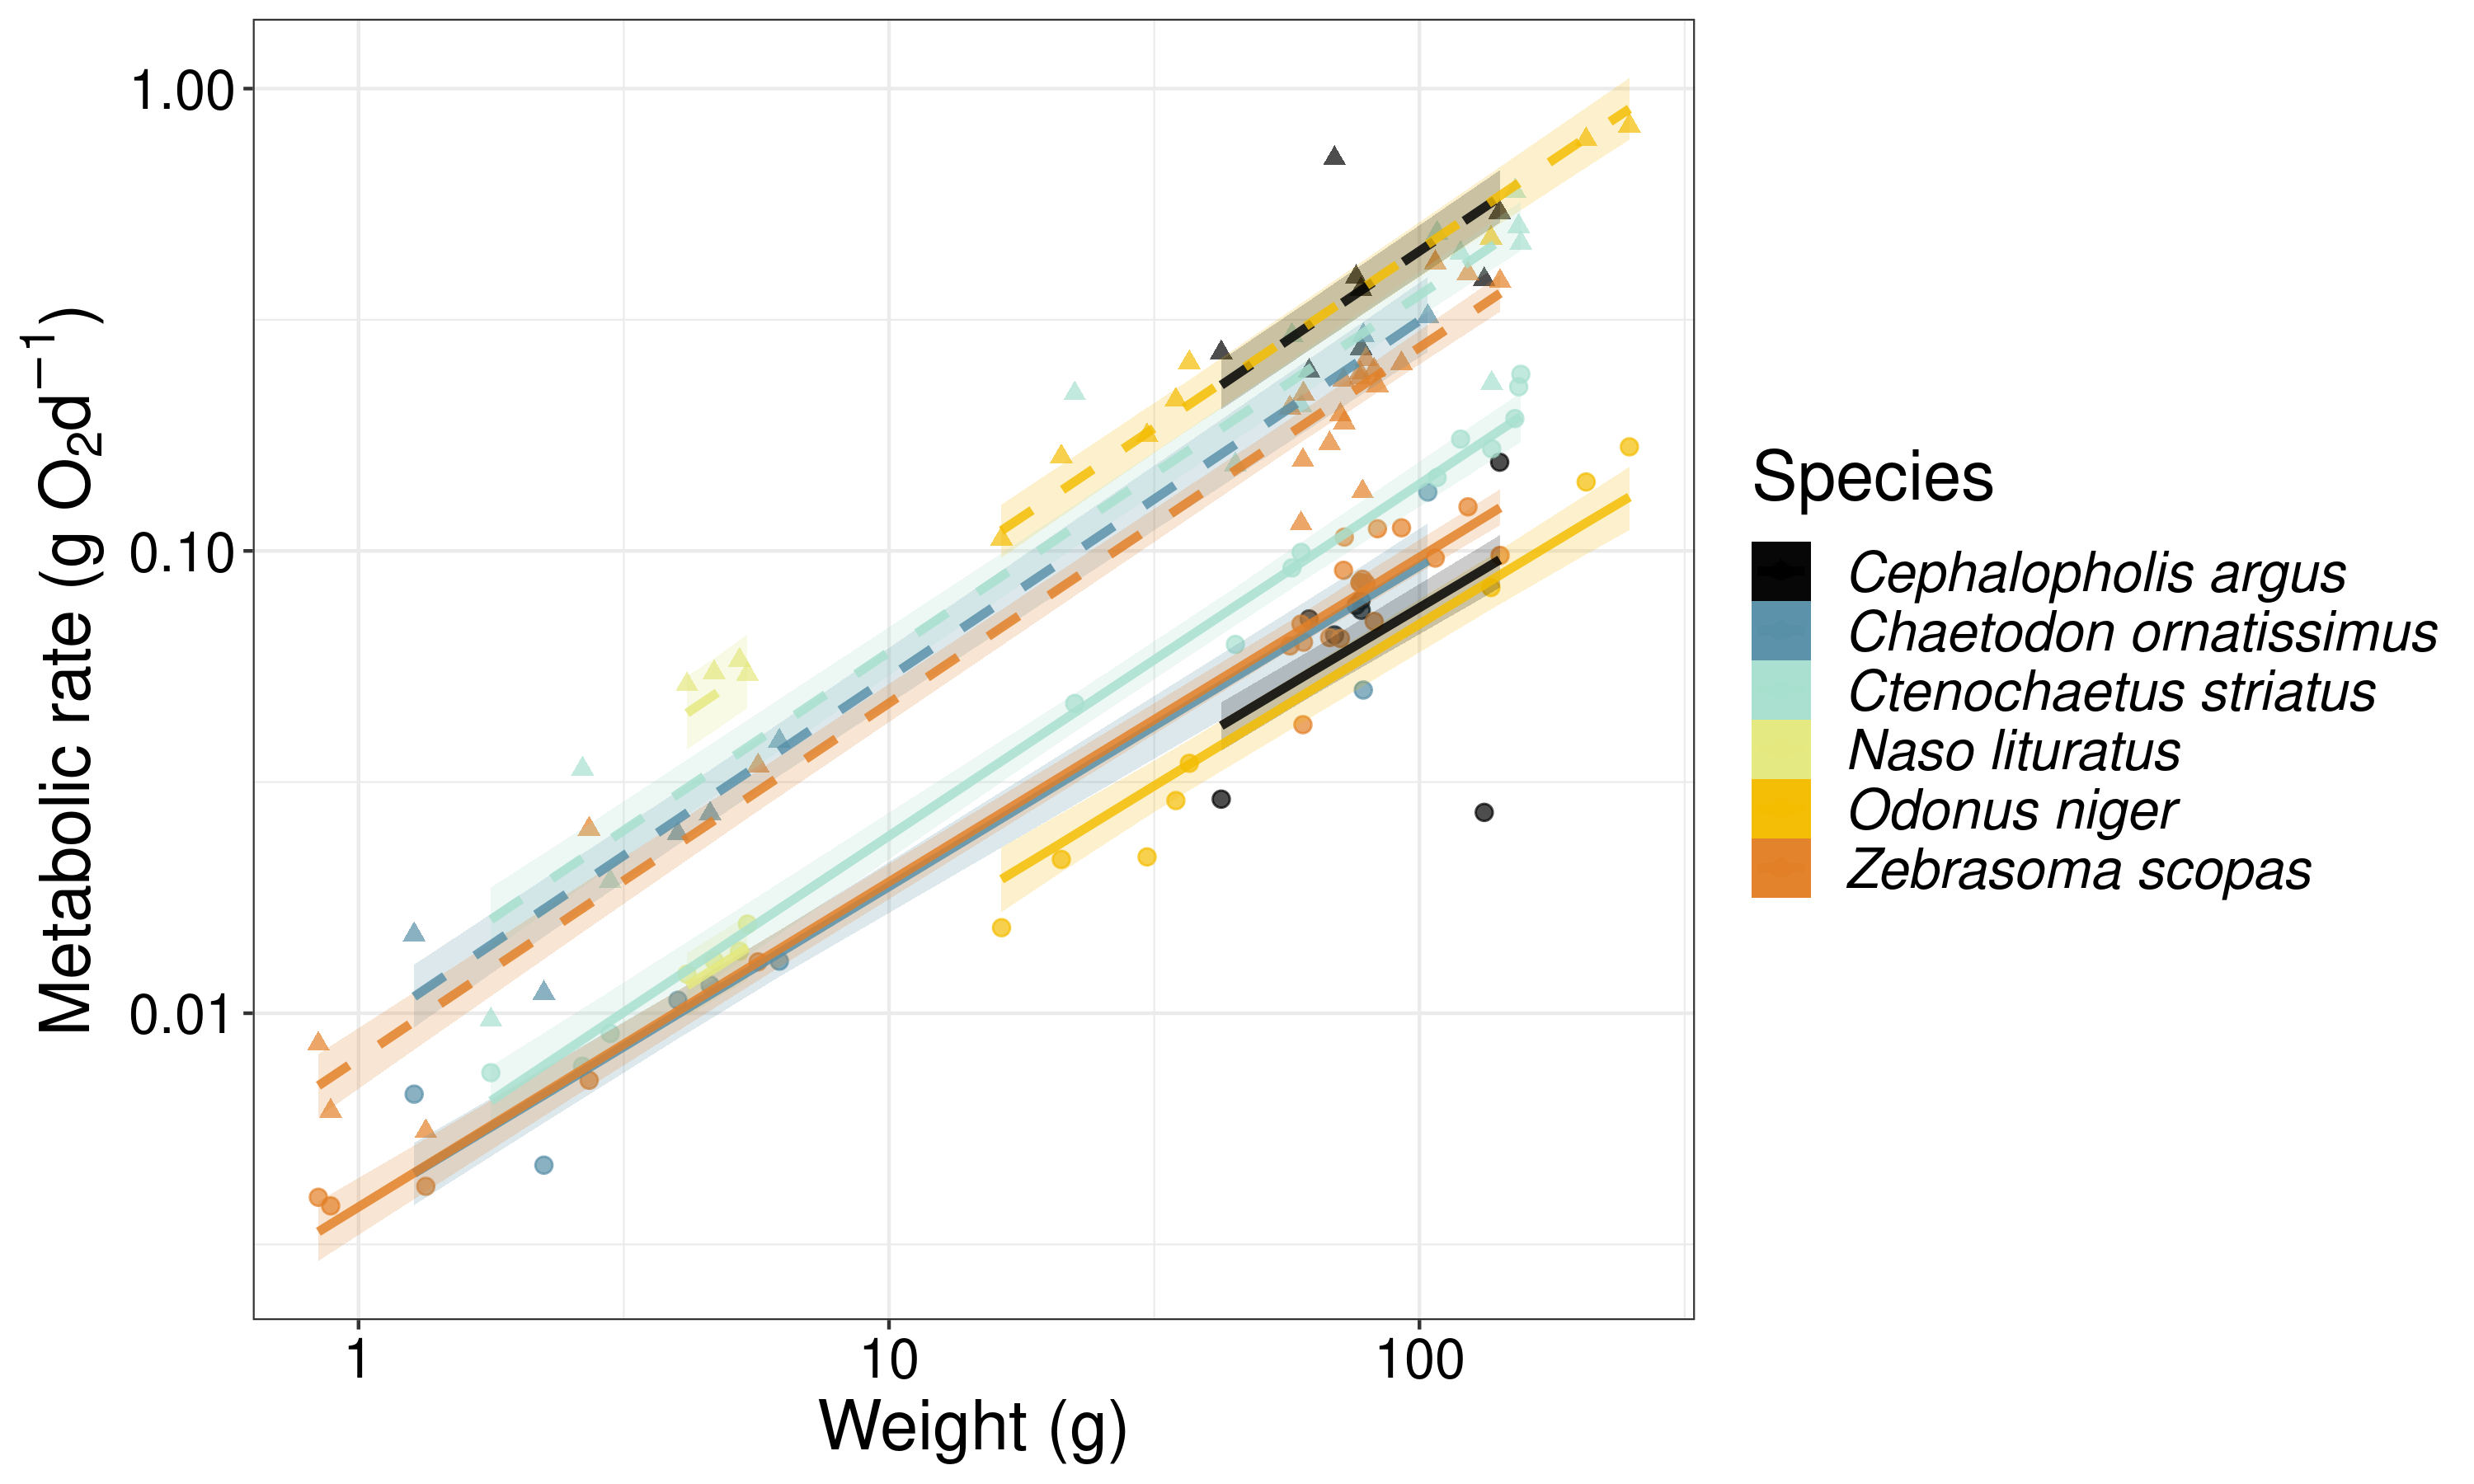 Metabolic rate (g O₂d⁻¹)
1.00
0.10
0.01
1
10
100
Weight (g)
Species
Cephalopholis argus
Chaetodon ornatissimus
Ctenochaetus striatus
Naso lituratus
Odonus niger
Zebrasoma scopas